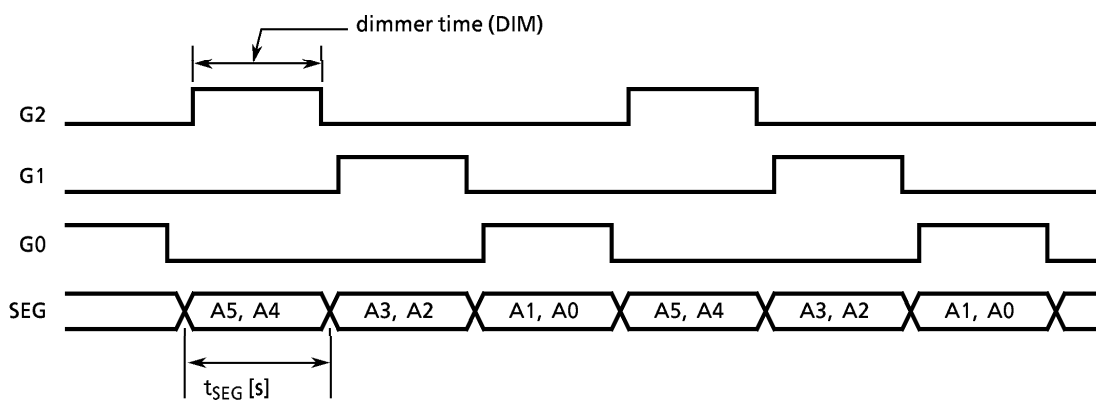 dimmer time (DIM)
G2
G1
G0
SEG A5, A4 A3, A2 A1, A0 A5, A4 A3, A2 A1, A0
tSEG [s]